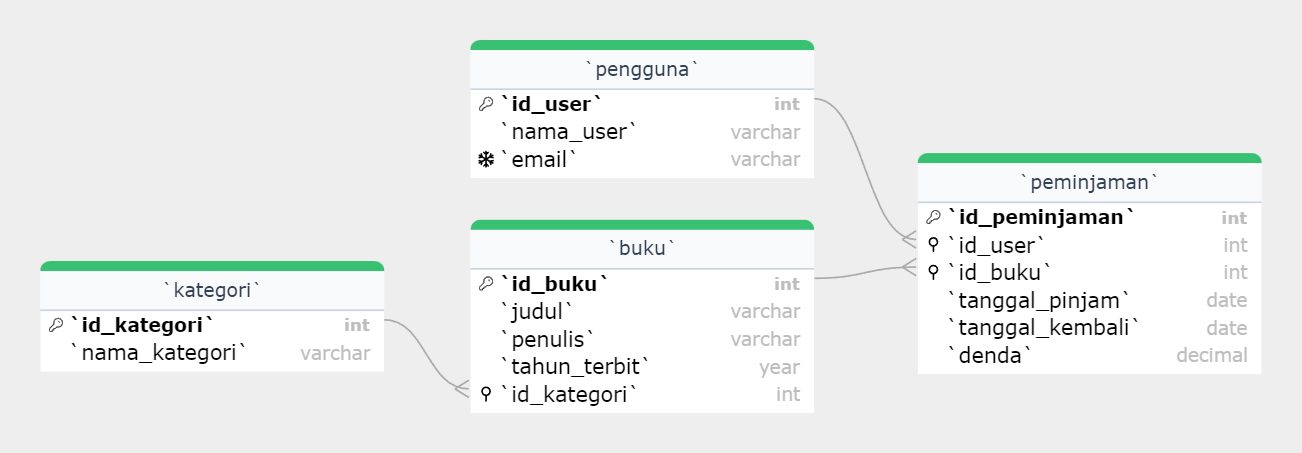 `pengguna`
`id_user` int
`nama_user` varchar
`email` varchar
`buku`
`id_buku` int
`judul` varchar
`penulis` varchar
`tahun_terbit` year
`id_kategori` int
`kategori`
`id_kategori` int
`nama_kategori` varchar
`peminjaman`
`id_peminjaman` int
`id_user` int
`id_buku` int
`tanggal_pinjam` date
`tanggal_kembali` date
`denda` decimal